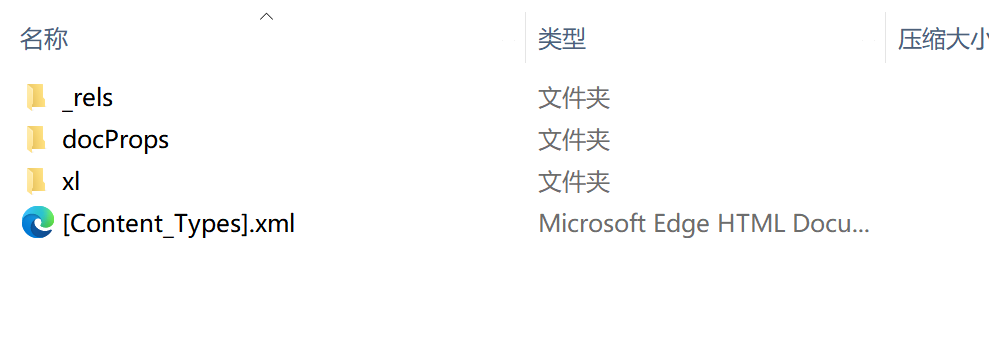 名称 类型 压缩大小
_rels 文件夹
docProps 文件夹
xl 文件夹
[Content_Types].xml Microsoft Edge HTML Docu...